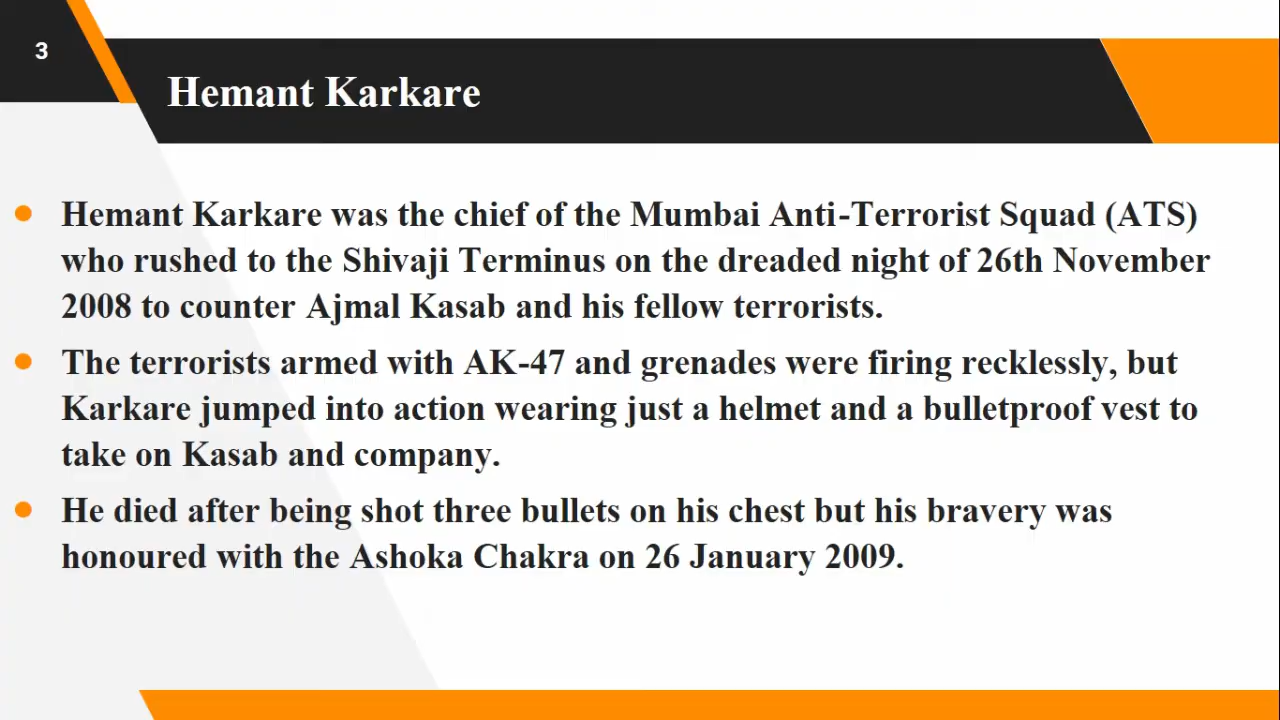 3
Hemant Karkare
Hemant Karkare was the chief of the Mumbai Anti-Terrorist Squad (ATS)
who rushed to the Shivaji Terminus on the dreaded night of 26th November
2008 to counter Ajmal Kasab and his fellow terrorists.
The terrorists armed with AK-47 and grenades were firing recklessly, but
Karkare jumped into action wearing just a helmet and a bulletproof vest to
take on Kasab and company.
He died after being shot three bullets on his chest but his bravery was
honoured with the Ashoka Chakra on 26 January 2009.